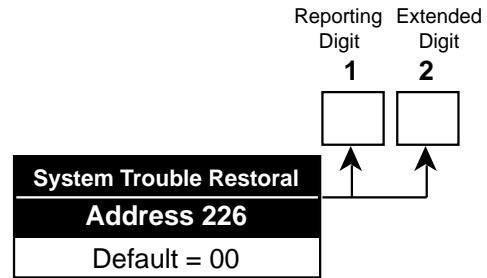 Reporting Extended
Digit Digit
1 2
System Trouble Restoral
Address 226
Default = 00